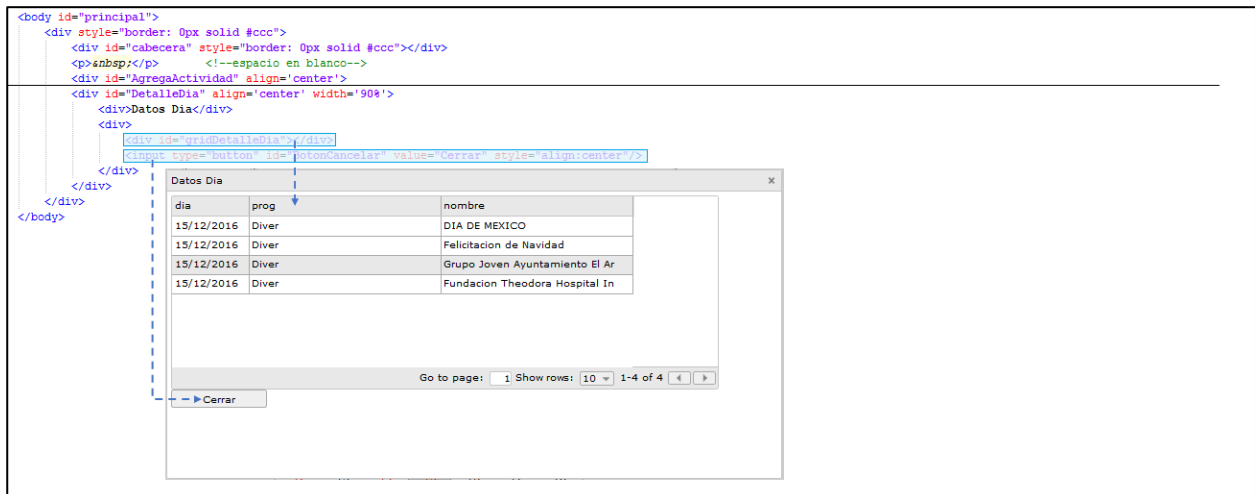 <body id="principal">
<div style="border: 0px solid #ccc">
<div id="cabecera" style="border: 0px solid #ccc"></div>
<p>&nbsp;</p> <!--espacio en blanco-->
<div id="AgregaActividad" align='center'>
<div id="DetalleDia" align='center' width='90%'>
<div>Datos Dia</div>
<div>
<div id="gridDetalleDia"></div>
<input type="button" id="BotonCancelar" value="Cerrar" style="align:center"/>
</div>
</div>
</div>
</body>
Datos Dia ×
dia prog nombre
15/12/2016 Diver DIA DE MEXICO
15/12/2016 Diver Felicitacion de Navidad
15/12/2016 Diver Grupo Joven Ayuntamiento El Ar
15/12/2016 Diver Fundacion Theodora Hospital In
Go to page: 1 Show rows: 10 1-4 of 4
Cerrar